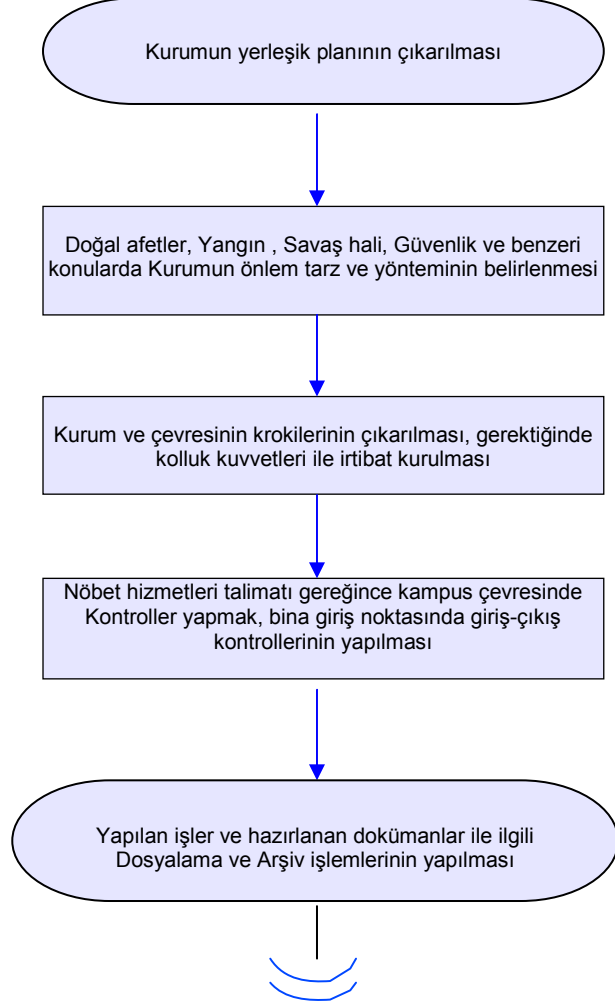 Kurumun yerleşik planının çıkarılması
Doğal afetler, Yangın , Savaş hali, Güvenlik ve benzeri
konularda Kurumun önlem tarz ve yönteminin belirlenmesi
Kurum ve çevresinin krokilerinin çıkarılması, gerektiğinde
kolluk kuvvetleri ile irtibat kurulması
Nöbet hizmetleri talimatı gereğince kampus çevresinde
Kontroller yapmak, bina giriş noktasında giriş-çıkış
kontrollerinin yapılması
Yapılan işler ve hazırlanan dokümanlar ile ilgili
Dosyalama ve Arşiv işlemlerinin yapılması